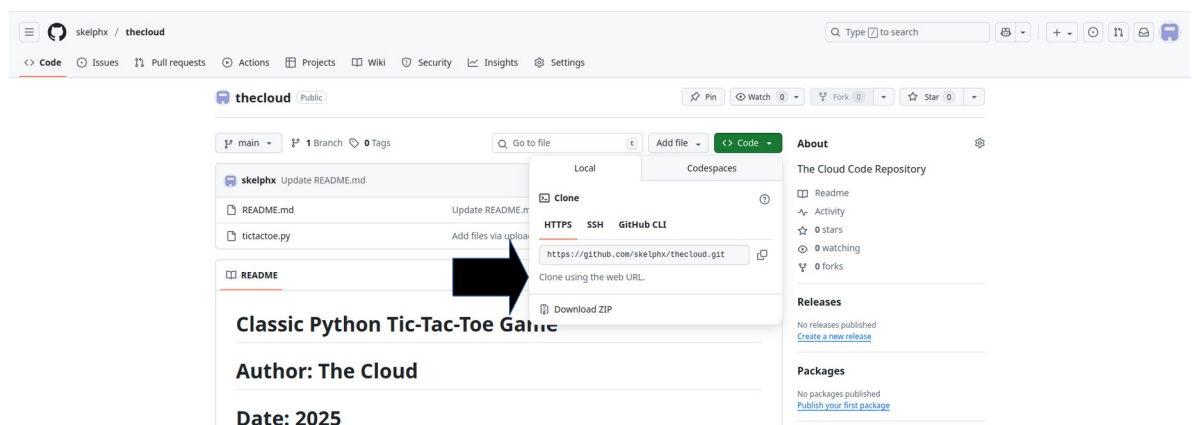 skelphx / thecloud
Type / to search
Code Issues Pull requests Actions Projects Wiki Security Insights Settings
thecloud Public
Pin Watch 0 Fork 0 Star 0
main 1 Branch 0 Tags
Go to file t
Add file
Code
About
Local Codespaces
The Cloud Code Repository
skelphx Update README.md
Clone
Readme
README.md Update README.m
Activity
HTTPS SSH GitHub CLI
0 stars
tictactoe.py Add files via uploa
https://github.com/skelphx/thecloud.git
0 watching
Clone using the web URL.
0 forks
README
Download ZIP
Releases
No releases published
Create a new release
Classic Python Tic-Tac-Toe Game
Author: The Cloud
Packages
No packages published
Publish your first package
Date: 2025